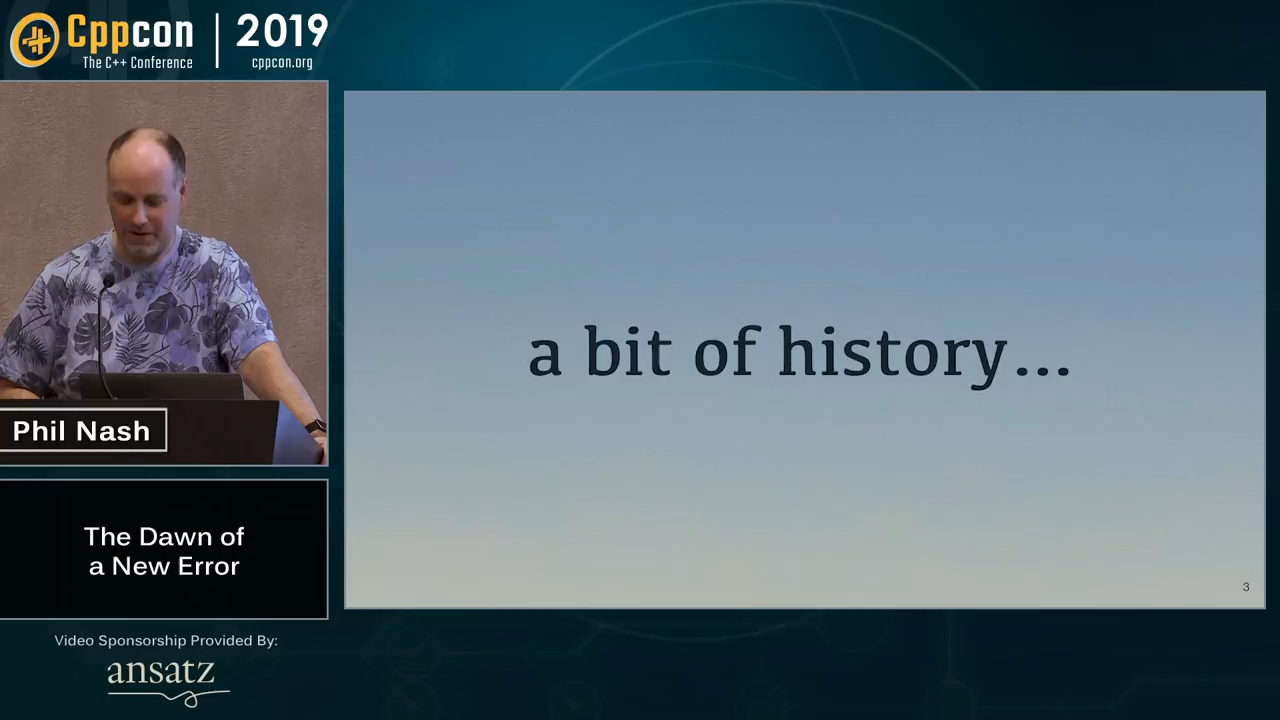 Cppcon
The C++ Conference
2019
cppcon.org
a bit of history...
3
Phil Nash
The Dawn of
a New Error
Video Sponsorship Provided By:
ansatz